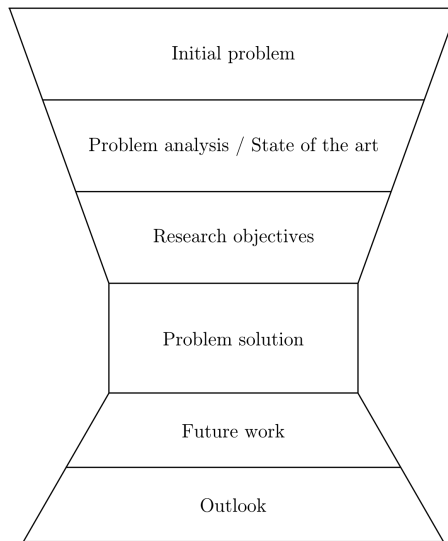 Initial problem
Problem analysis / State of the art
Research objectives
Problem solution
Future work
Outlook